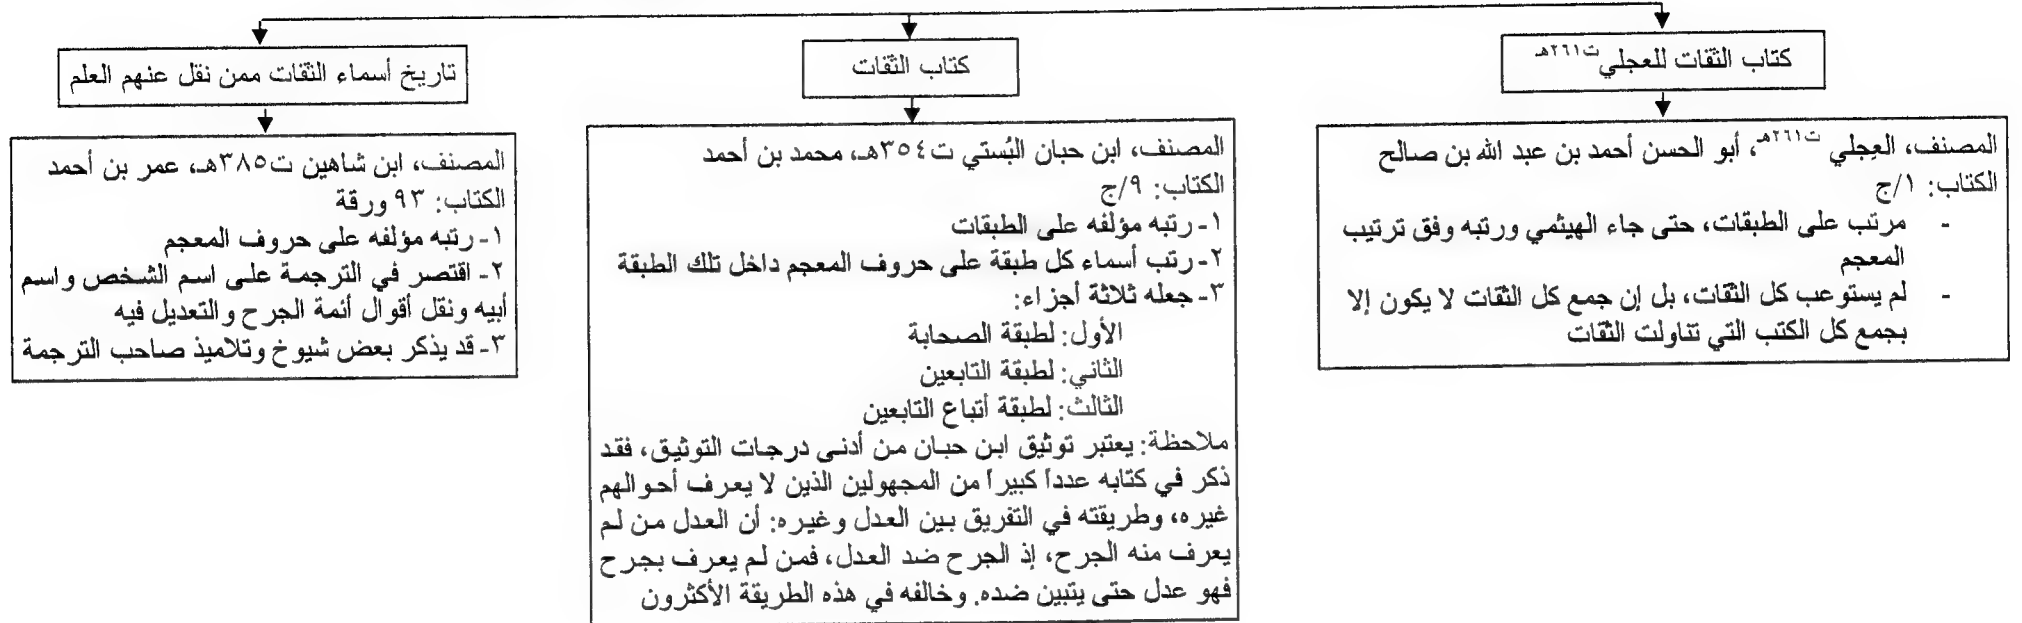 كتاب الثقات للعجلي ت٢٦١هـ
المصنف، العِجلي ت٢٦١هـ، أبو الحسن أحمد بن عبد الله بن صالح
الكتاب: ١/ج
- مرتب على الطبقات، حتى جاء الهيثمي ورتبه وفق ترتيب
المعجم
- لم يستوعب كل الثقات، بل إن جمع كل الثقات لا يكون إلا
بجمع كل الكتب التي تناولت الثقات
كتاب الثقات
المصنف، ابن حبان البُستي ت٣٥٤هـ، محمد بن أحمد
الكتاب: ٩/ج
١- رتبه مؤلفه على الطبقات
٢- رتب أسماء كل طبقة على حروف المعجم داخل تلك الطبقة
٣- جعله ثلاثة أجزاء:
الأول: لطبقة الصحابة
الثاني: لطبقة التابعين
الثالث: لطبقة أتباع التابعين
ملاحظة: يعتبر توثيق ابن حبان من أدنى درجات التوثيق، فقد
ذكر في كتابه عدداً كبيراً من المجهولين الذين لا يعرف أحوالهم
غيره، وطريقته في التفريق بين العدل وغيره: أن العدل من لم
يعرف منه الجرح، إذ الجرح ضد العدل، فمن لم يعرف بجرح
فهو عدل حتى يتبين ضده. وخالفه في هذه الطريقة الأكثرون
تاريخ أسماء الثقات ممن نقل عنهم العلم
المصنف، ابن شاهين ت٣٨٥هـ، عمر بن أحمد
الكتاب: ٩٣ ورقة
١- رتبه مؤلفه على حروف المعجم
٢- اقتصر في الترجمة على اسم الشخص واسم
أبيه ونقل أقوال أئمة الجرح والتعديل فيه
٣- قد يذكر بعض شيوخ وتلاميذ صاحب الترجمة